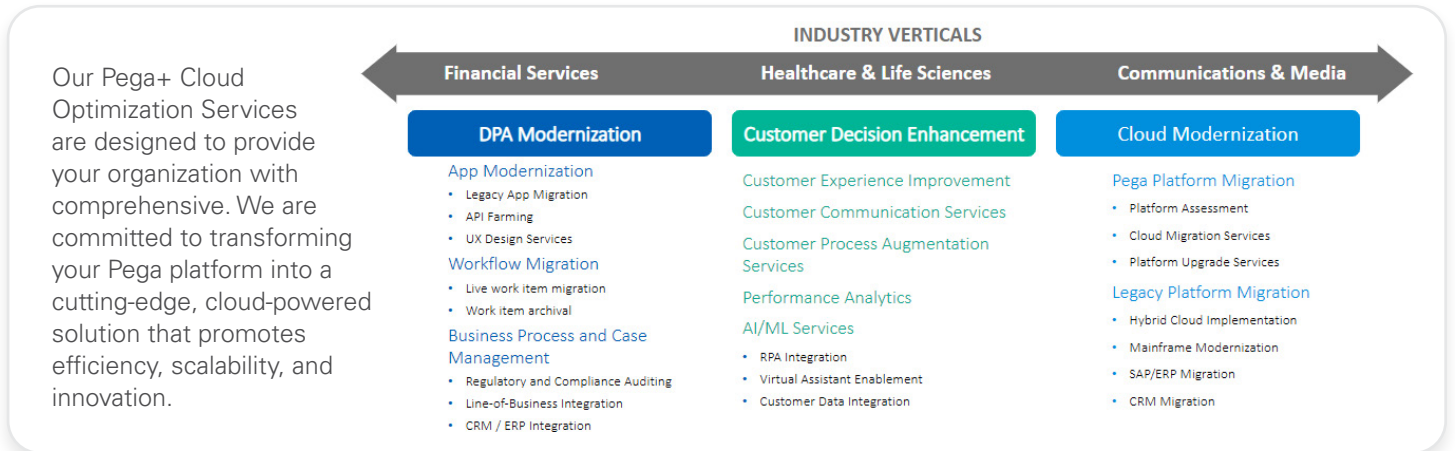 Our Pega+ Cloud
Optimization Services
are designed to provide
your organization with
comprehensive. We are
committed to transforming
your Pega platform into a
cutting-edge, cloud-powered
solution that promotes
efficiency, scalability, and
innovation.
INDUSTRY VERTICALS
Financial Services
Healthcare & Life Sciences
Communications & Media
DPA Modernization
App Modernization
• Legacy App Migration
• API Farming
• UX Design Services
Workflow Migration
• Live work item migration
• Work item archival
Business Process and Case
Management
• Regulatory and Compliance Auditing
• Line-of-Business Integration
• CRM / ERP Integration
Customer Decision Enhancement
Customer Experience Improvement
Customer Communication Services
Customer Process Augmentation
Services
Performance Analytics
AI/ML Services
• RPA Integration
• Virtual Assistant Enablement
• Customer Data Integration
Cloud Modernization
Pega Platform Migration
• Platform Assessment
• Cloud Migration Services
• Platform Upgrade Services
Legacy Platform Migration
• Hybrid Cloud Implementation
• Mainframe Modernization
• SAP/ERP Migration
• CRM Migration